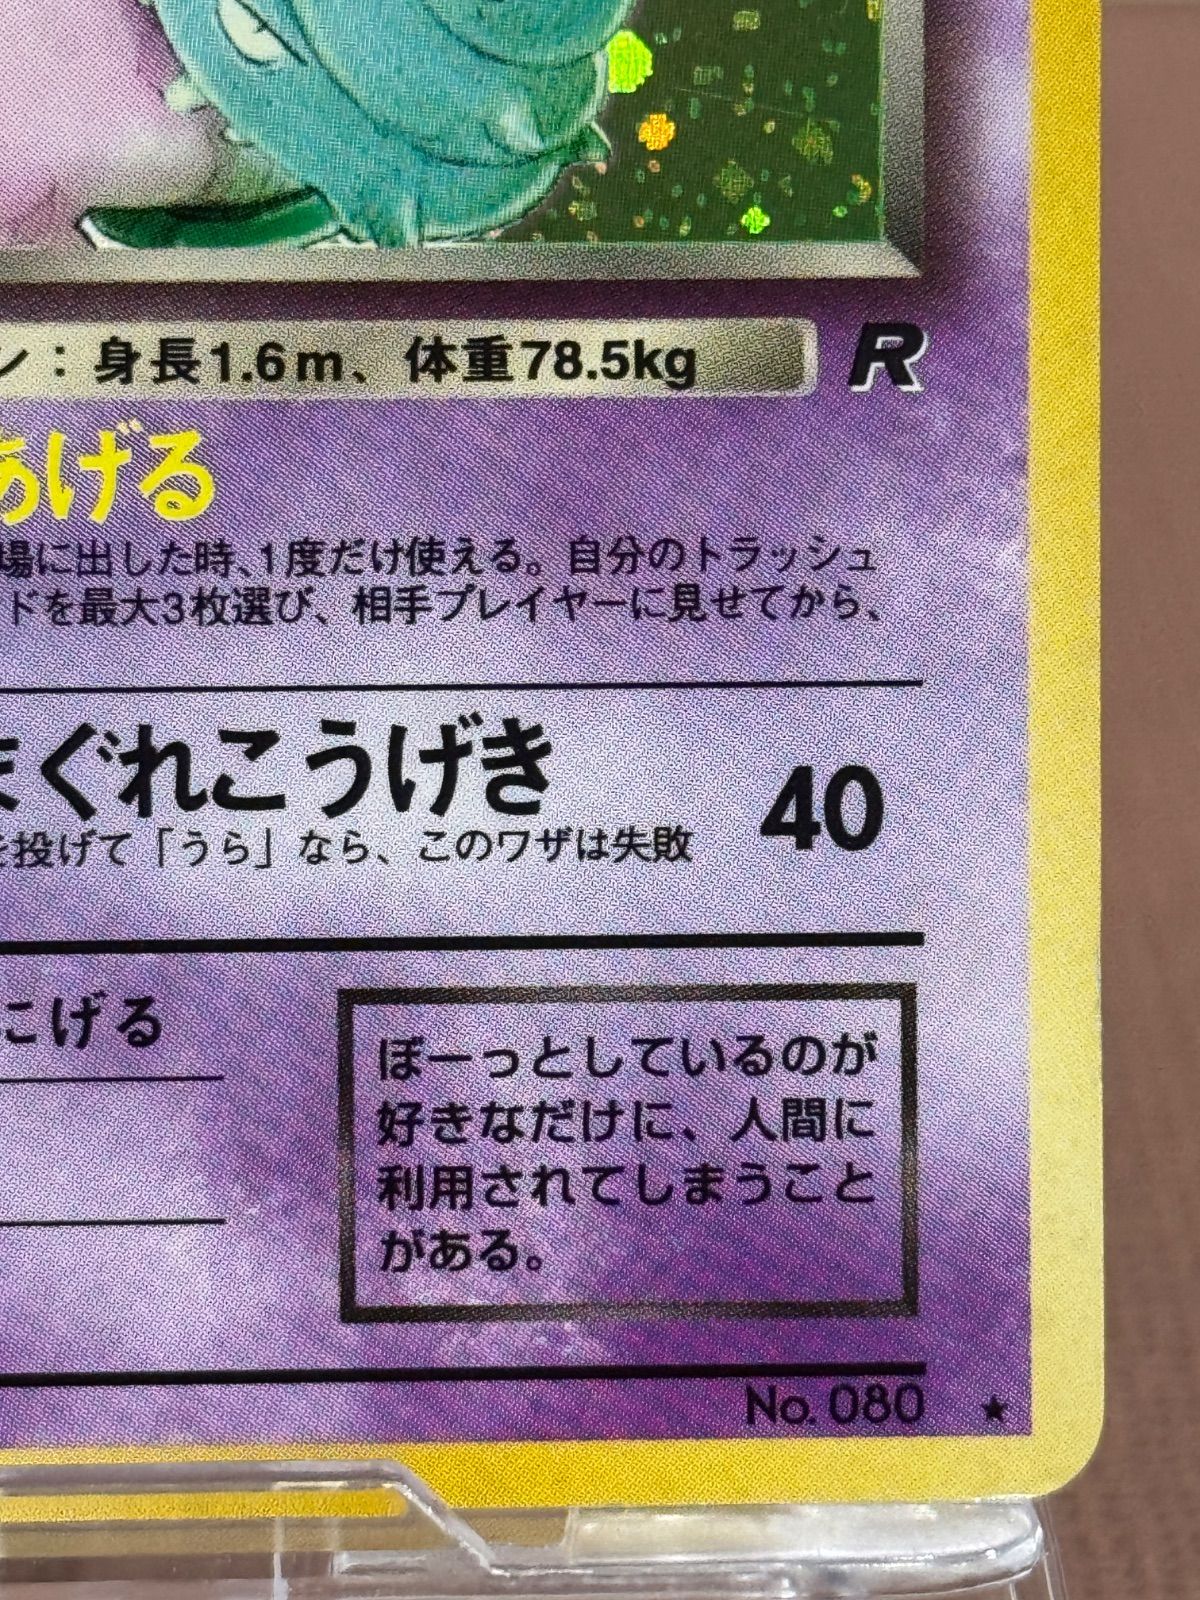 ン：身長1.6m、体重78.5kg
R
あげる
場に出した時、1度だけ使える。自分のトラッシュ
ドを最大3枚選び、相手プレイヤーに見せてから、
まぐれこうげき
40
を投げて「うら」なら、このワザは失敗
にげる
ぼーっとしているのが
好きなだけに、人間に
利用されてしまうこと
がある。
No. 080 ★